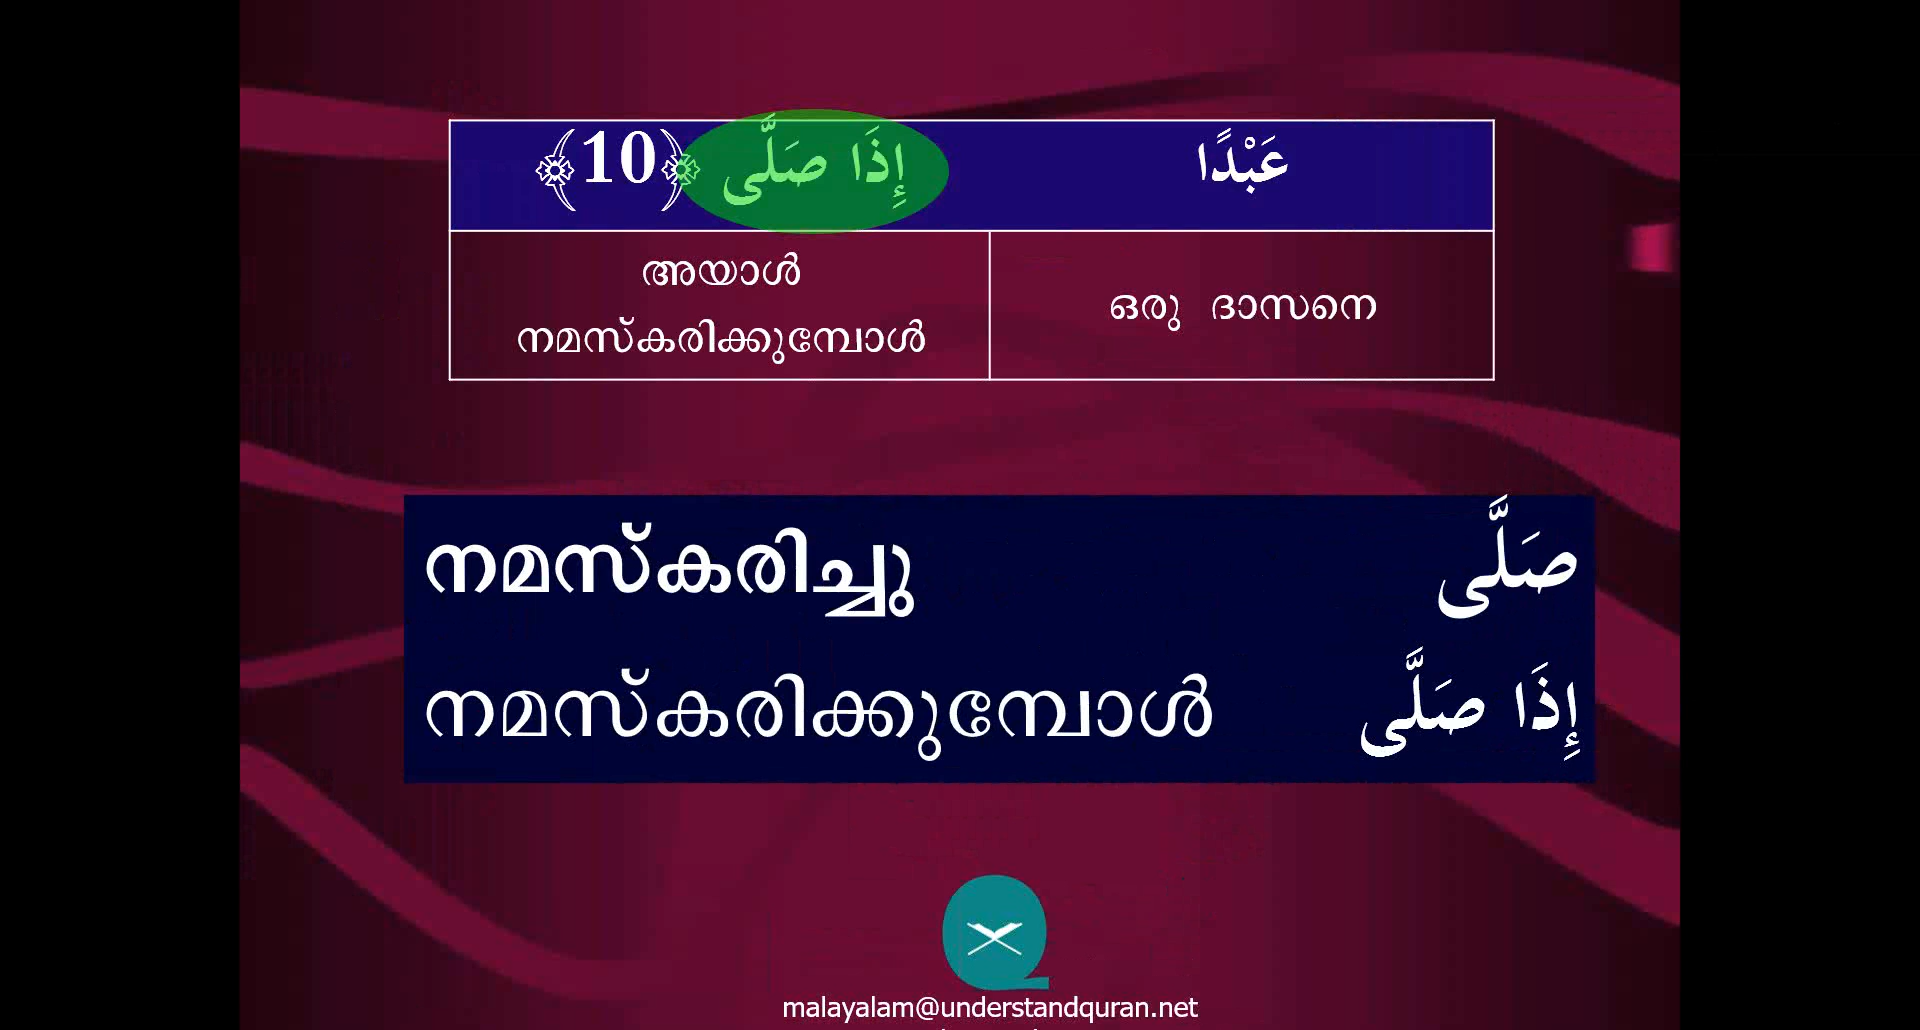 عَبْدًا إِذَا صَلَّى ﴿10﴾
ഒരു ദാസനെ
അയാൾ
നമസ്കരിക്കുമ്പോൾ
നമസ്കരിച്ചു صَلَّى
നമസ്കരിക്കുമ്പോൾ إِذَا صَلَّى
malayalam@understandquran.net